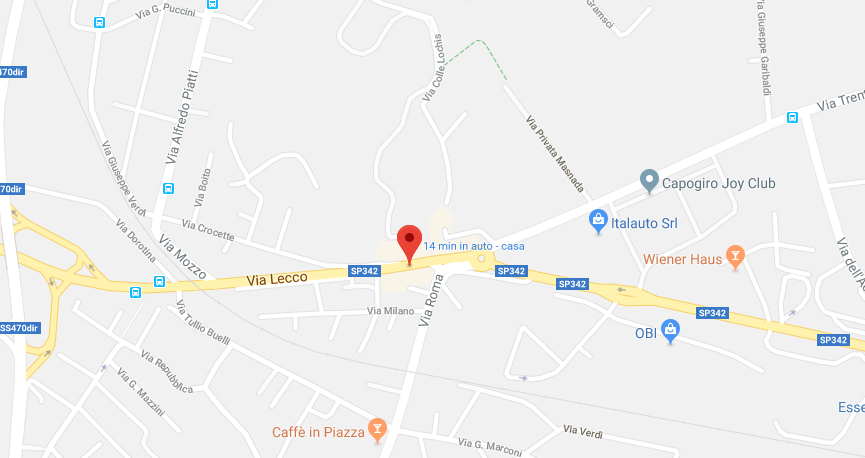 Via G. Puccini
Gramsci
Via Giuseppe Garibaldi
470dir
Via Colle Lochis
Via Alfredo Piatti
Via Trent
Via Privata Masnada
Via Giuseppe Verdi
Via Boito
70dir
Capogiro Joy Club
Via Crocette
Italauto Srl
Via Dorotina
Via Mozzo
14 min in auto - casa
Wiener Haus
via dell'A
SP342
SP342
Via Lecco
SP342
Via Roma
Via Milano
SP342
SS470dir
Via Tullio Buelli
OBI
SP342
Via Repubblica
Via G. Mazzini
Esse
Caffè in Piazza
Via Verdi
Via G. Marconi